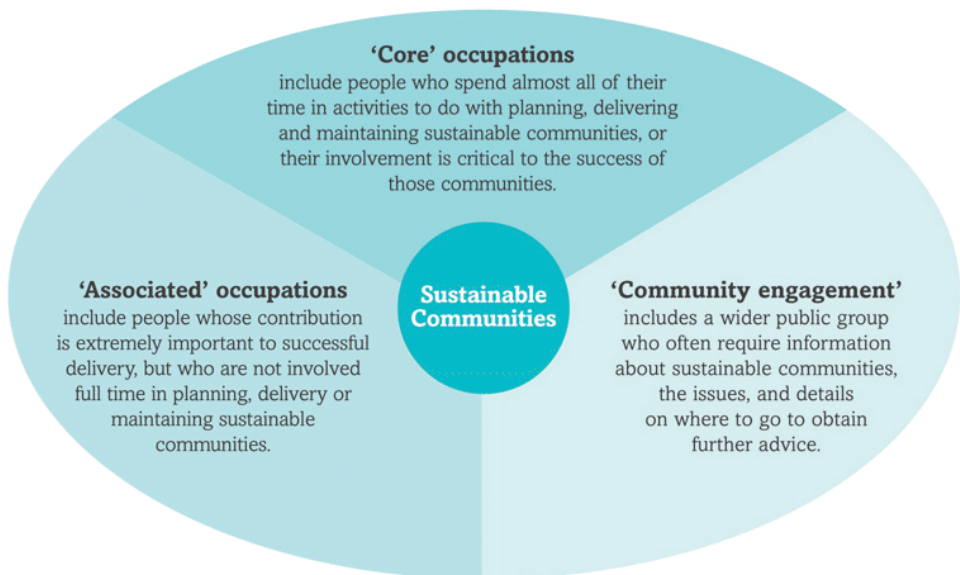 ‘Core’ occupations
include people who spend almost all of their
time in activities to do with planning, delivering
and maintaining sustainable communities, or
their involvement is critical to the success of
those communities.
‘Associated’ occupations
include people whose contribution
is extremely important to successful
delivery, but who are not involved
full time in planning, delivery or
maintaining sustainable
communities.
Sustainable
Communities
‘Community engagement’
includes a wider public group
who often require information
about sustainable communities,
the issues, and details
on where to go to obtain
further advice.